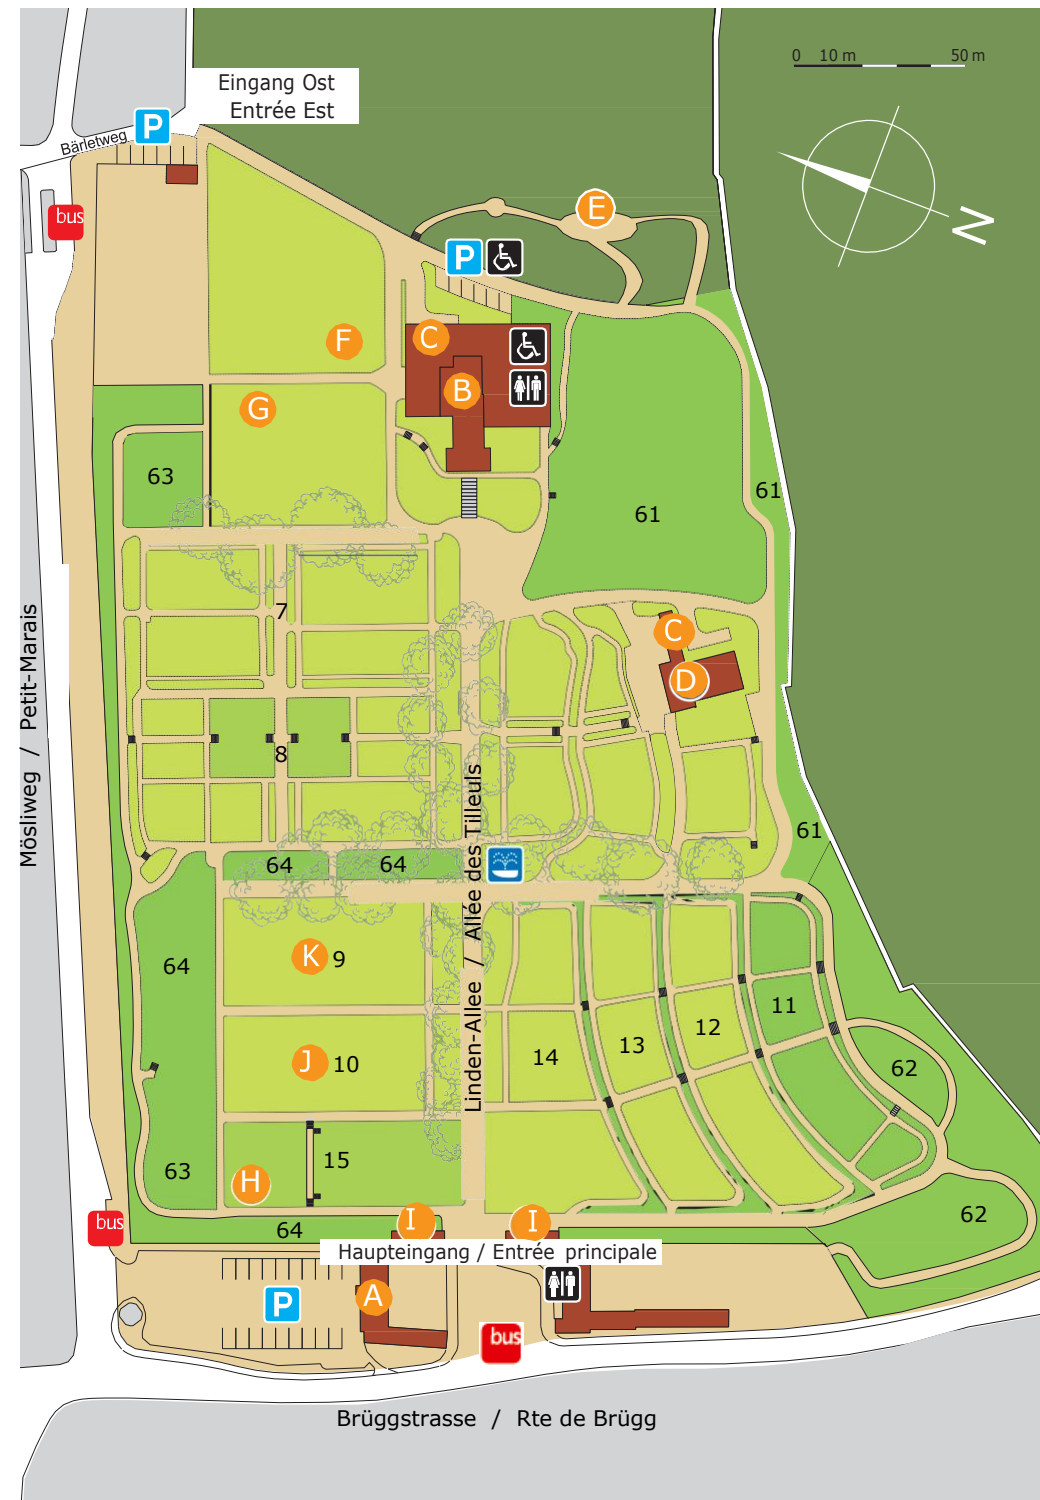 0 10 m 50 m
Eingang Ost
Entrée Est
P
Bärletweg
bus
E
N
P
F
C
B
G
63
61
61
7
C
D
8
Mösliweg / Petit-Marais
61
64
64
Linden-Allee / Allée des Tilleuls
K 9
64
11
12
13
14
J 10
62
15
H
63
62
I
I
64
bus
Haupteingang / Entrée principale
A
P
bus
Brüggstrasse / Rte de Brügg